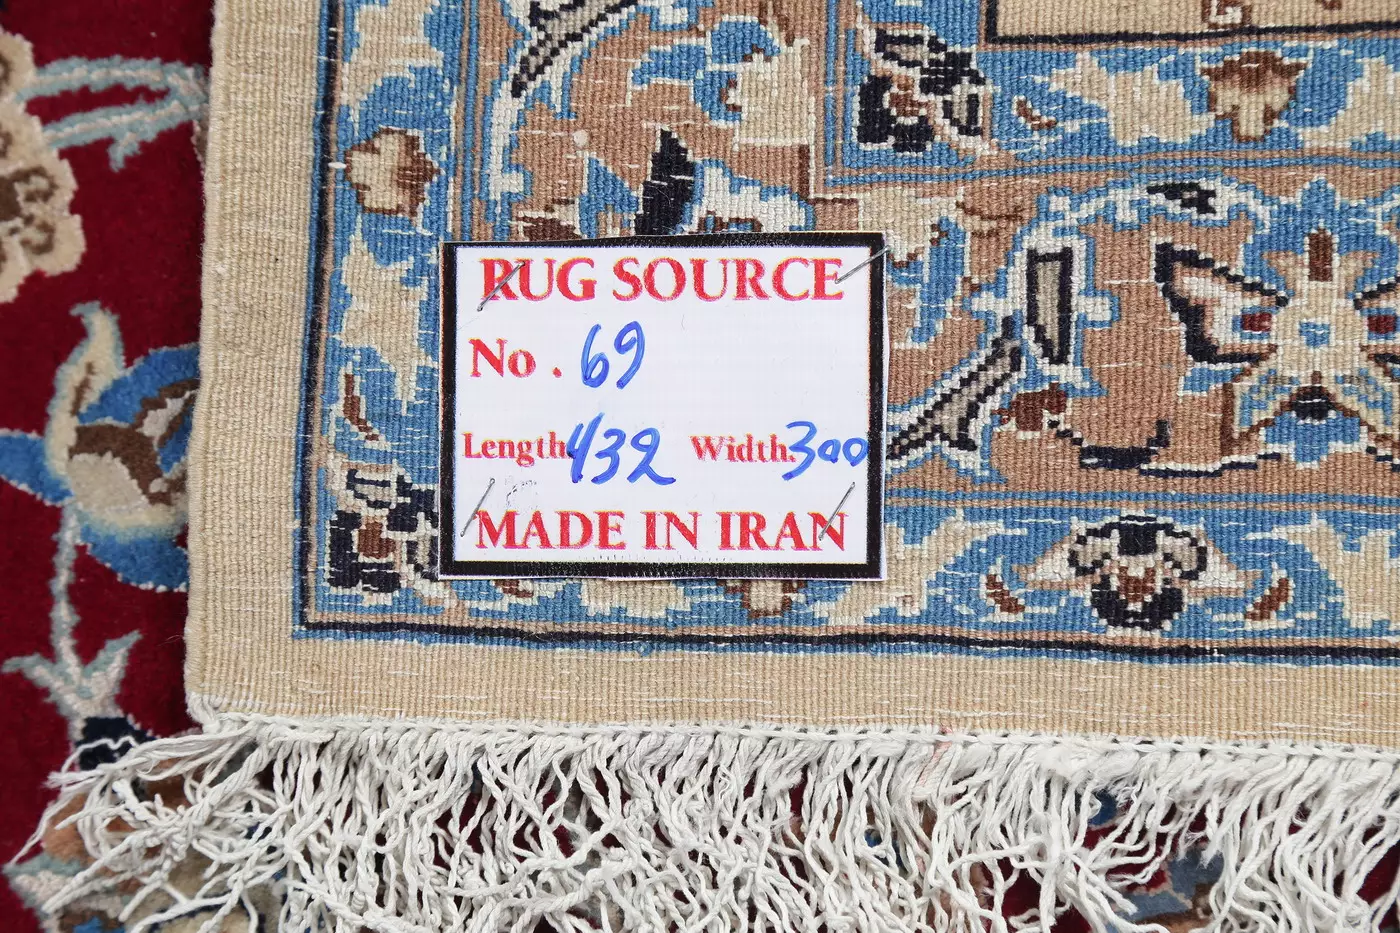 RUG SOURCE
No. 69
Length 432 Width 300
MADE IN IRAN